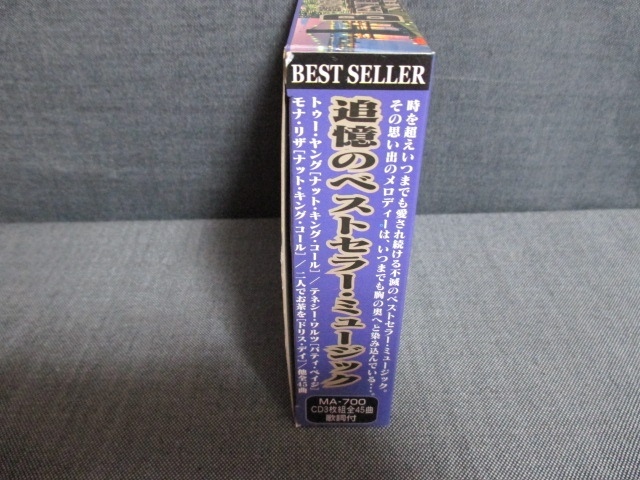 BEST SELLER
時を超えいつまでも愛され続ける不滅のベストセラー・ミュージック。
その思い出のメロディーは、いつまでも胸の奥へと染み込んでいる…。
追憶のベストセラー・ミュージック
トゥー・ヤング[ナット・キング・コール]/テネシー・ワルツ[パティ・ペイジ]
モナ・リザ[ナット・キング・コール]/二人でお茶を[ドリス・デイ]/他全45曲
MA-700
CD3枚組全45曲
歌詞付